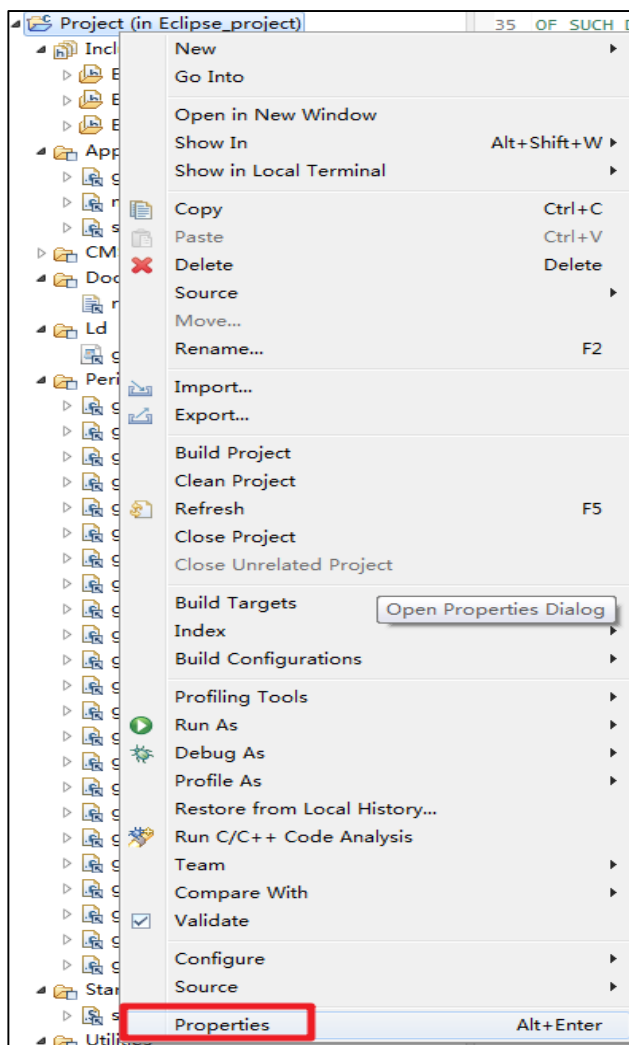 Project (in Eclipse_project)
35 OF SUCH
Incl
New
E
Go Into
E
E
Open in New Window
Show In Alt+Shift+W
App
Show in Local Terminal
g
Copy Ctrl+C
s
Paste Ctrl+V
CM
Delete Delete
Doc
Source
Move...
Ld
Rename... F2
g
Peri
Import...
g
Export...
g
Build Project
g
Clean Project
g
Refresh F5
g
Close Project
g
Close Unrelated Project
g
g
Build Targets
Open Properties Dialog
g
Index
g
Build Configurations
g
g
Profiling Tools
g
Run As
g
Debug As
g
Profile As
g
Restore from Local History...
g
Run C/C++ Code Analysis
g
Team
g
Compare With
g
Validate
g
Configure
g
Source
Star
s
Properties Alt+Enter
Utilities